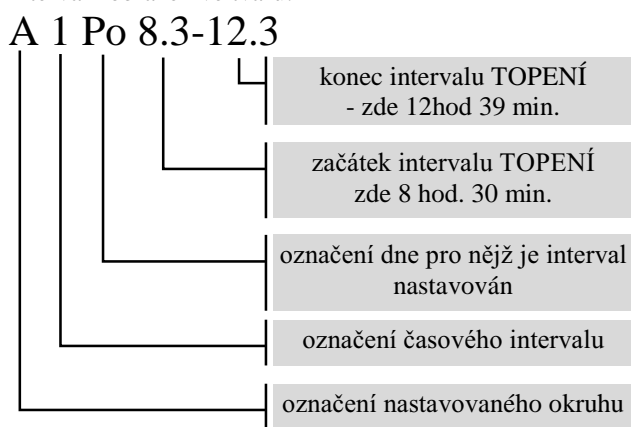 A 1 Po 8.3-12.3
konec intervalu TOPENÍ
- zde 12hod 39 min.
začátek intervalu TOPENÍ
zde 8 hod. 30 min.
označení dne pro nějž je interval
nastavován
označení časového intervalu
označení nastavovaného okruhu